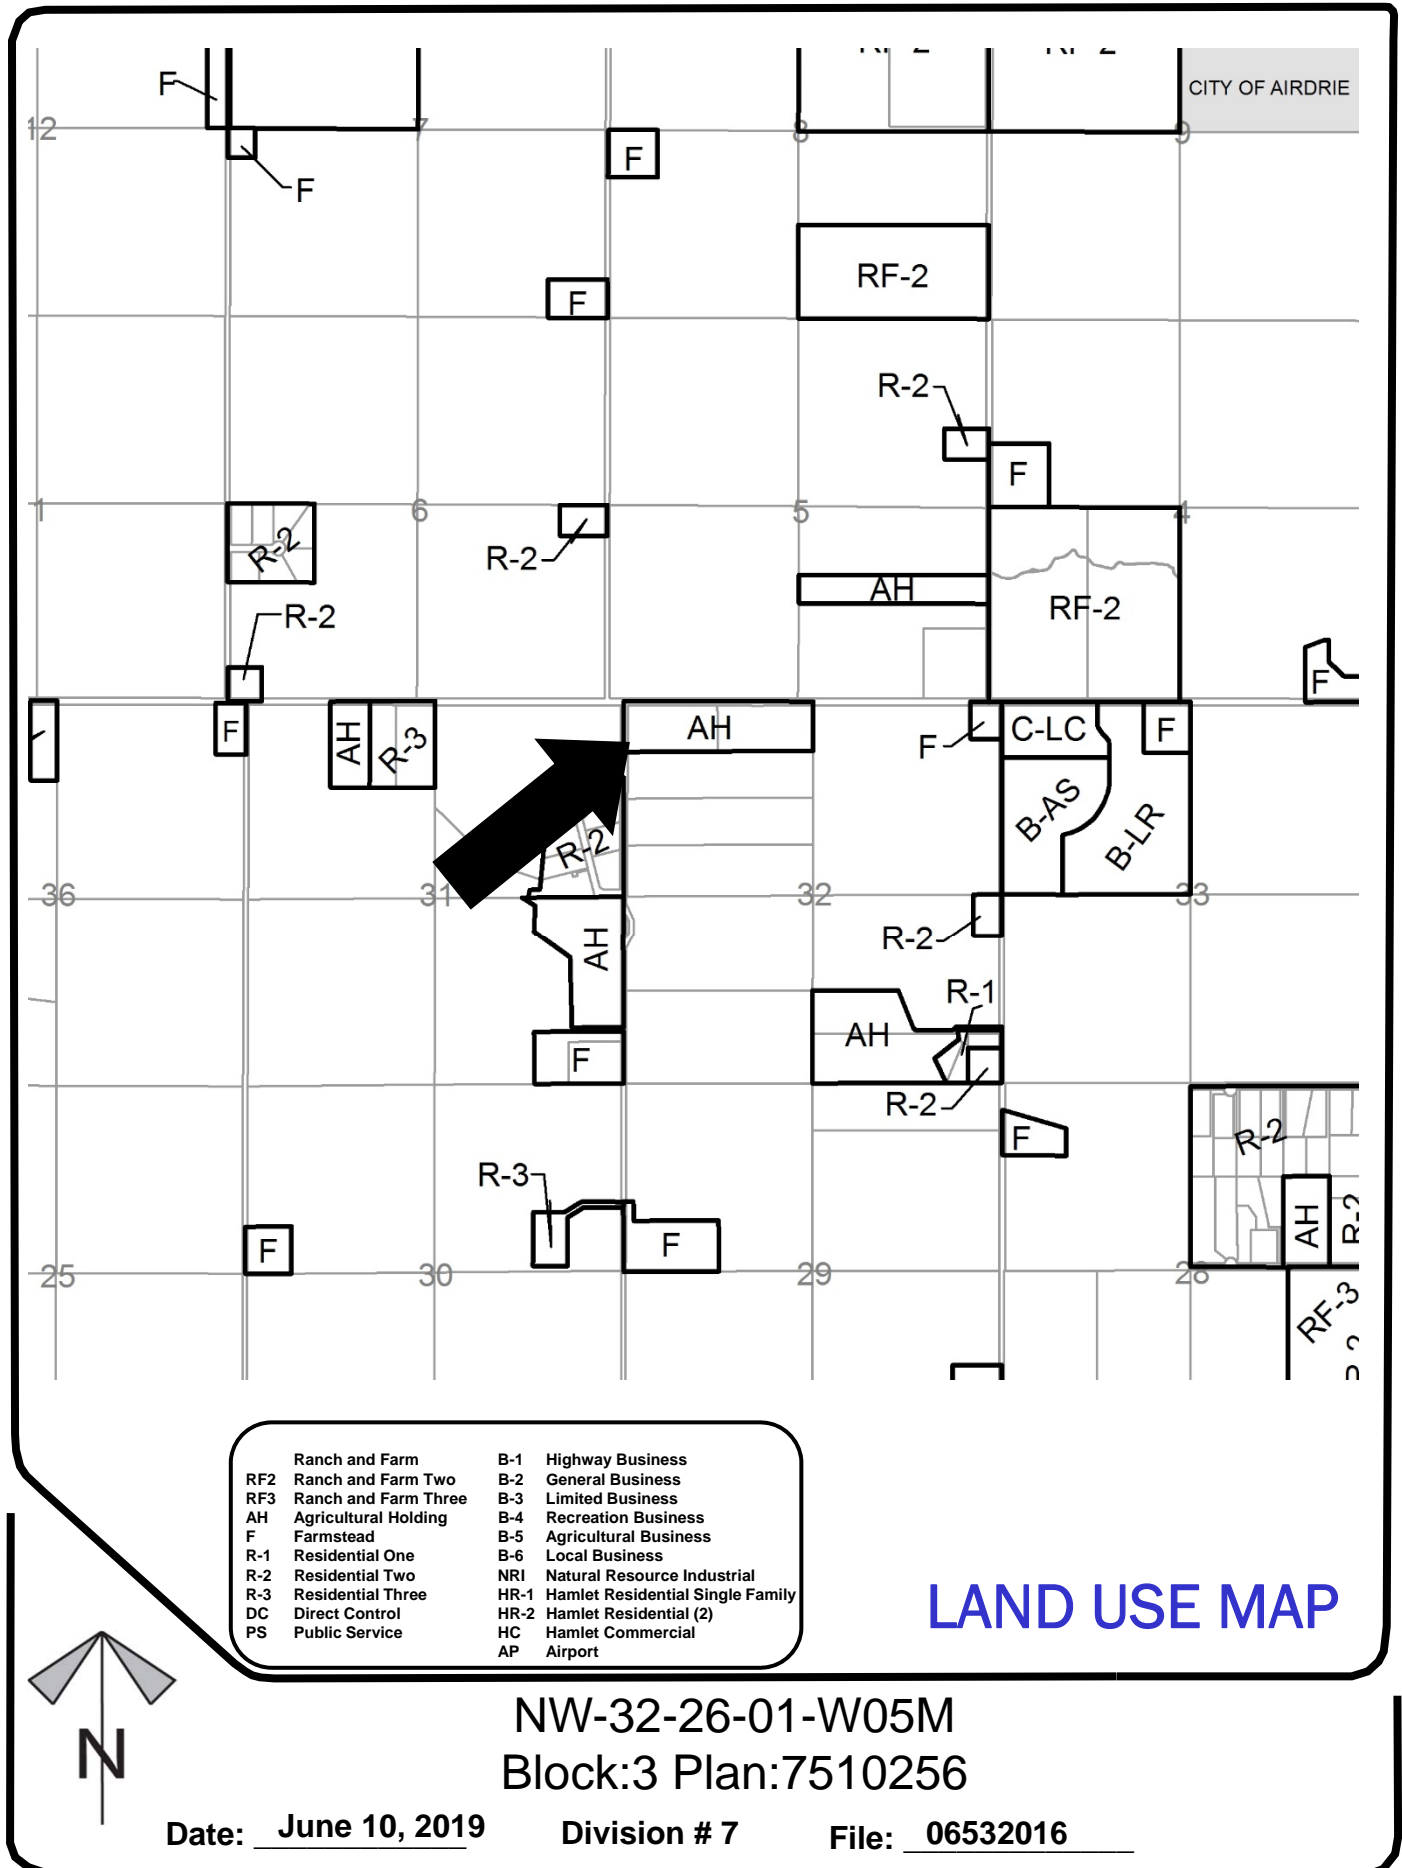 RF-2 RF-2
F
CITY OF AIRDRIE
12 7 8 9
F
F
RF-2
F
R-2
F
1 6 5 4
R-2
R-2
AH
RF-2
R-2
F
F
AH R-3
AH
F
C-LC
F
B-AS
B-LR
R-2
36 31 32 33
R-2
AH
R-1
AH
F
R-2
F
R-2
R-3
AH
R-2
F
F
25 30 29 28
RF-3
Ranch and Farm
RF2 Ranch and Farm Two
RF3 Ranch and Farm Three
AH Agricultural Holding
F Farmstead
R-1 Residential One
R-2 Residential Two
R-3 Residential Three
DC Direct Control
PS Public Service
B-1 Highway Business
B-2 General Business
B-3 Limited Business
B-4 Recreation Business
B-5 Agricultural Business
B-6 Local Business
NRI Natural Resource Industrial
HR-1 Hamlet Residential Single Family
HR-2 Hamlet Residential (2)
HC Hamlet Commercial
AP Airport
LAND USE MAP
N
NW-32-26-01-W05M
Block:3 Plan:7510256
Date: June 10, 2019 Division # 7 File: 06532016